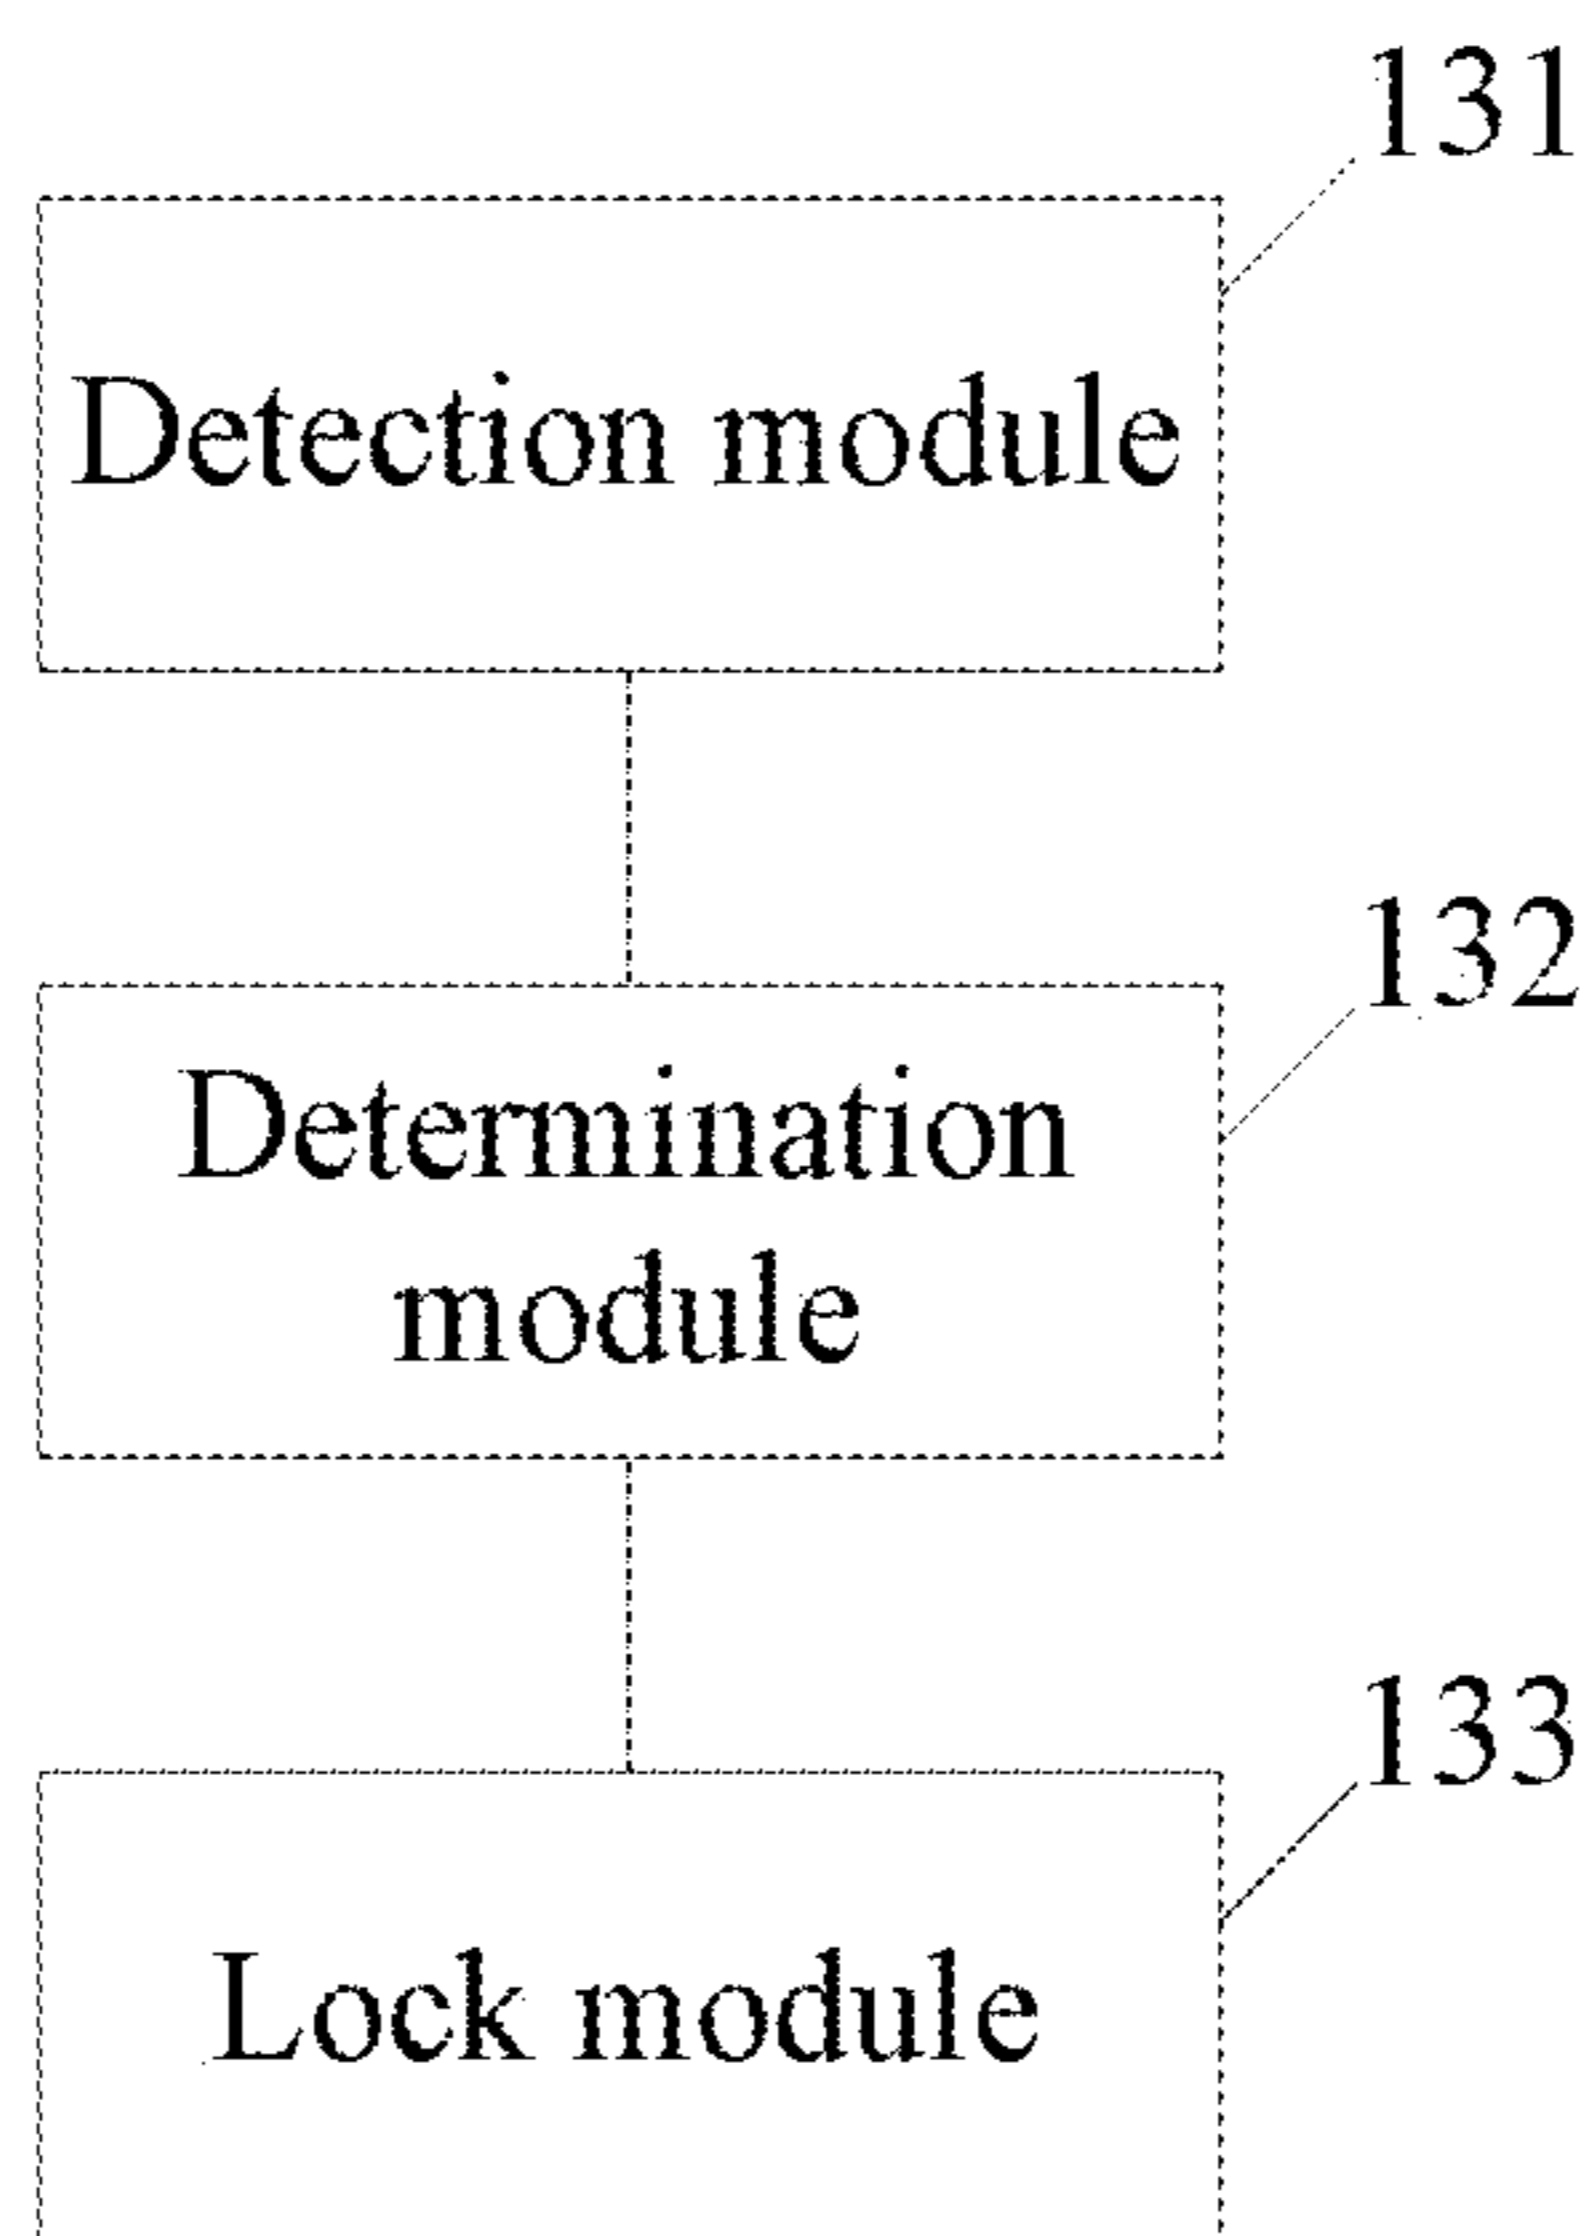 131
Detection module
132
Determination
module
133
Lock module